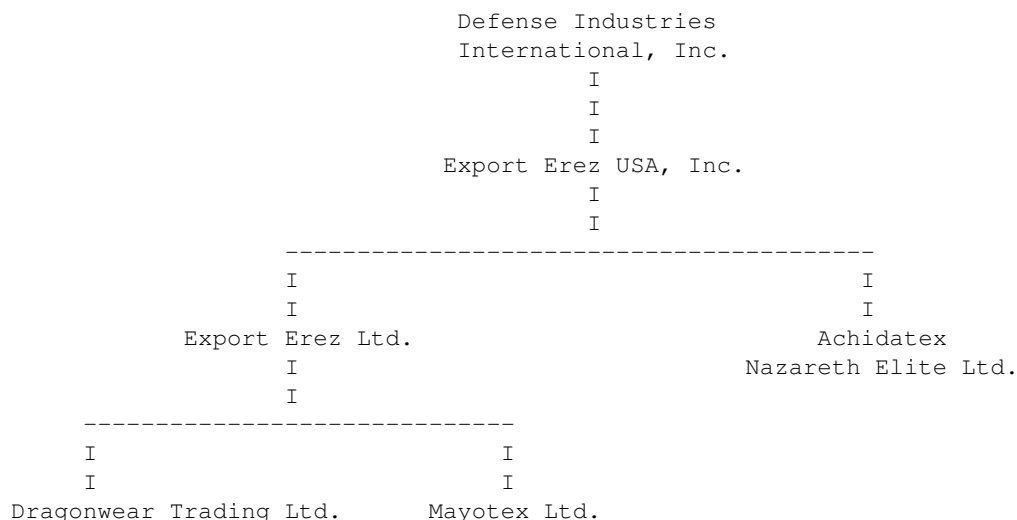 Defense Industries
International, Inc.
I
I
I
Export Erez USA, Inc.
I
I
-----------------------------------------
I I
I I
Export Erez Ltd. Achidatex
I Nazareth Elite Ltd.
I
------------------------------
I I
I I
Dragonwear Trading Ltd. Mayotex Ltd.